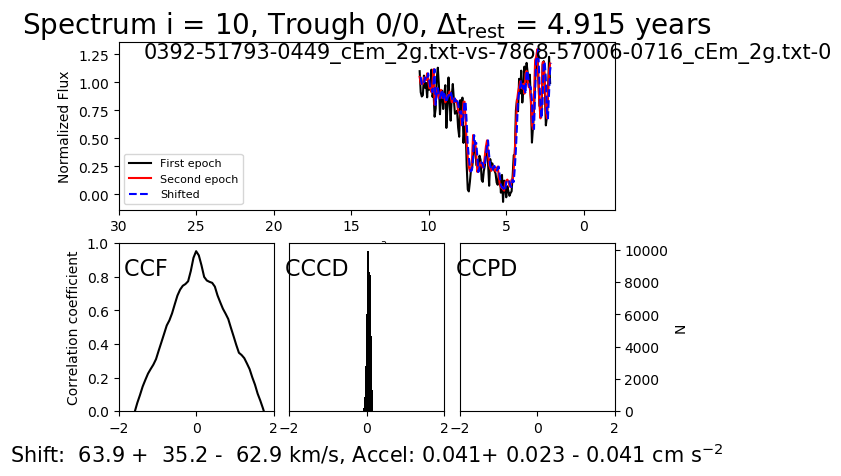 Spectrum i = 10, Trough 0/0, Δt_rest = 4.915 years
0392-51793-0449_cEm_2g.txt-vs-7868-57006-0716_cEm_2g.txt-0
Normalized Flux
1.25
1.00
0.75
0.50
0.25
0.00
First epoch
Second epoch
Shifted
30 25 20 15 10 5 0
Correlation coefficient
1.0
0.8
0.6
0.4
0.2
0.0
CCF
CCCD
CCPD
10000
8000
6000
4000
2000
0
N
−2 0 2
−2 0 2
−2 0 2
Shift: 63.9 + 35.2 - 62.9 km/s, Accel: 0.041+ 0.023 - 0.041 cm s⁻²